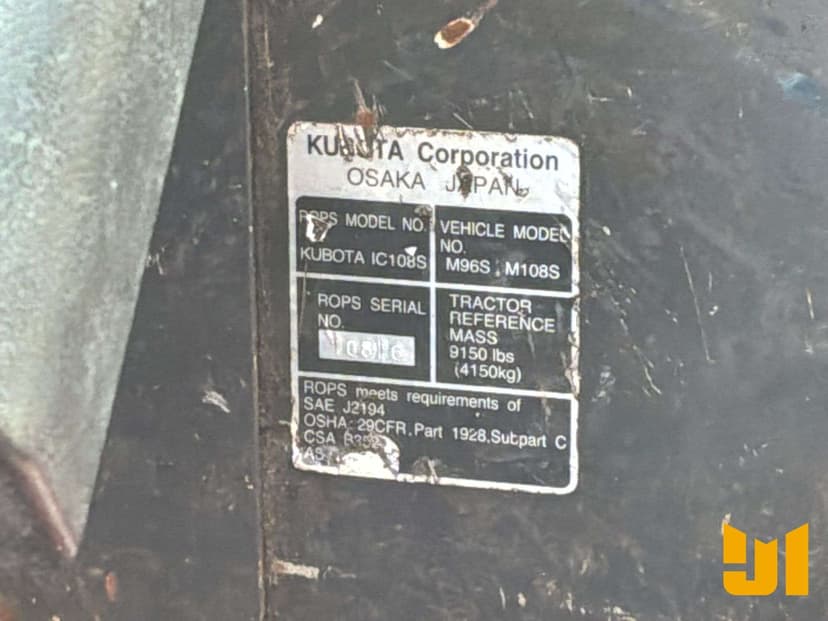 KUBOTA Corporation
OSAKA JAPAN
ROPS MODEL NO.
KUBOTA IC108S
VEHICLE MODEL
NO.
M96S , M108S
ROPS SERIAL
NO.
TRACTOR
REFERENCE
MASS
9150 lbs
(4150kg)
ROPS meets requirements of
SAE J2194
OSHA: 29CFR.Part 1928.Subpart C
CSA